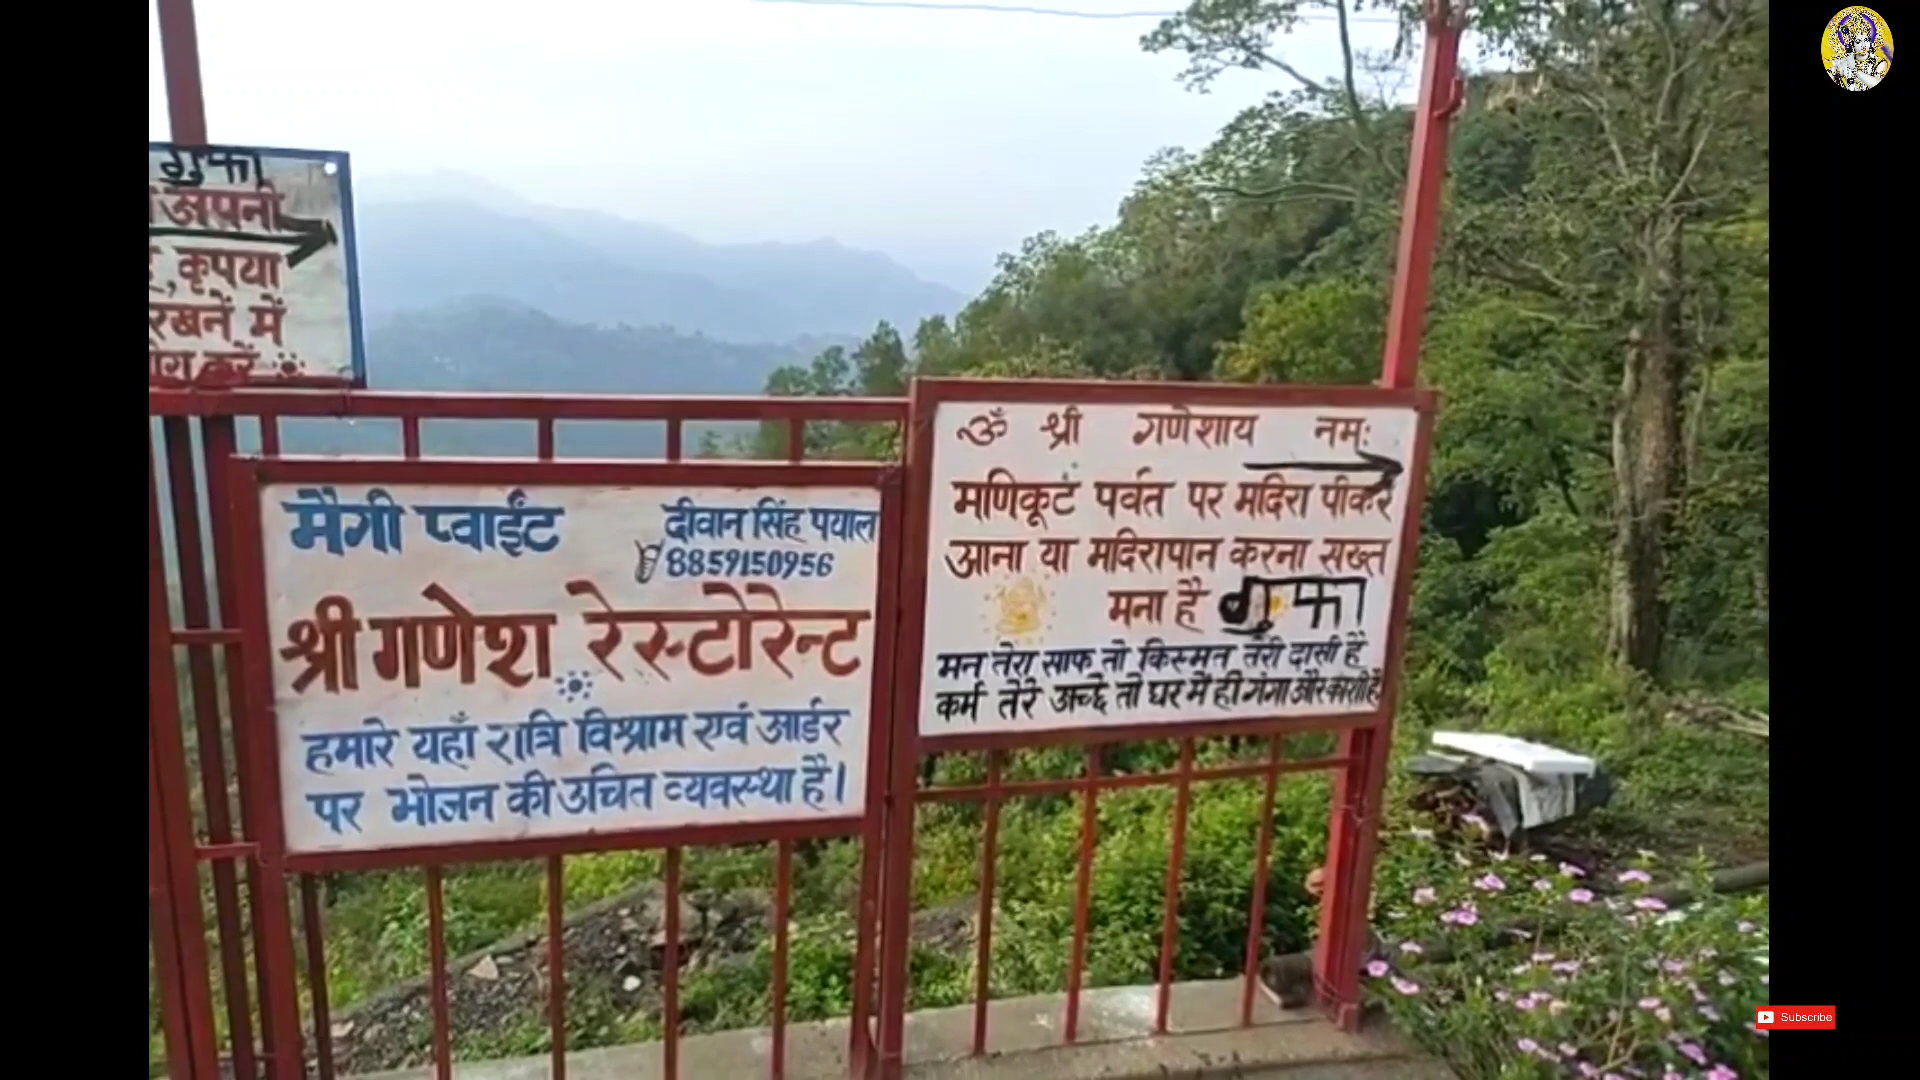 गुफा
अपनी
कृपया
रखनें में
करें
मैगी प्वाईंट
दीवान सिंह पयाल
8859150956
श्री गणेश रेस्टोरेन्ट
हमारे यहाँ रात्रि विश्राम एवं आर्डर
पर भोजन की उचित व्यवस्था है।
ॐ श्री गणेशाय नमः
मणिकूटं पर्वत पर मदिरा पीकर
आना या मदिरापान करना सख्त
मना है गुफा
मन तेरा साफ तो किस्मत तेरी दासी है
कर्म तेरे अच्छे तो घर में ही गंगा और काशी है
Subscribe